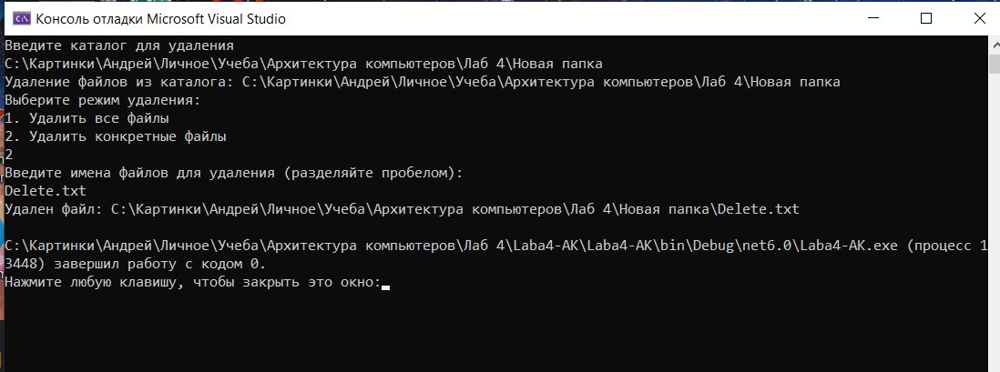 Консоль отладки Microsoft Visual Studio
Введите каталог для удаления
C:\Картинки\Андрей\Личное\Учеба\Архитектура компьютеров\Лаб 4\Новая папка
Удаление файлов из каталога: C:\Картинки\Андрей\Личное\Учеба\Архитектура компьютеров\Лаб 4\Новая папка
Выберите режим удаления:
1. Удалить все файлы
2. Удалить конкретные файлы
2
Введите имена файлов для удаления (разделяйте пробелом):
Delete.txt
Удален файл: C:\Картинки\Андрей\Личное\Учеба\Архитектура компьютеров\Лаб 4\Новая папка\Delete.txt
C:\Картинки\Андрей\Личное\Учеба\Архитектура компьютеров\Лаб 4\Laba4-AK\Laba4-AK\bin\Debug\net6.0\Laba4-AK.exe (процесс 1
3448) завершил работу с кодом 0.
Нажмите любую клавишу, чтобы закрыть это окно: